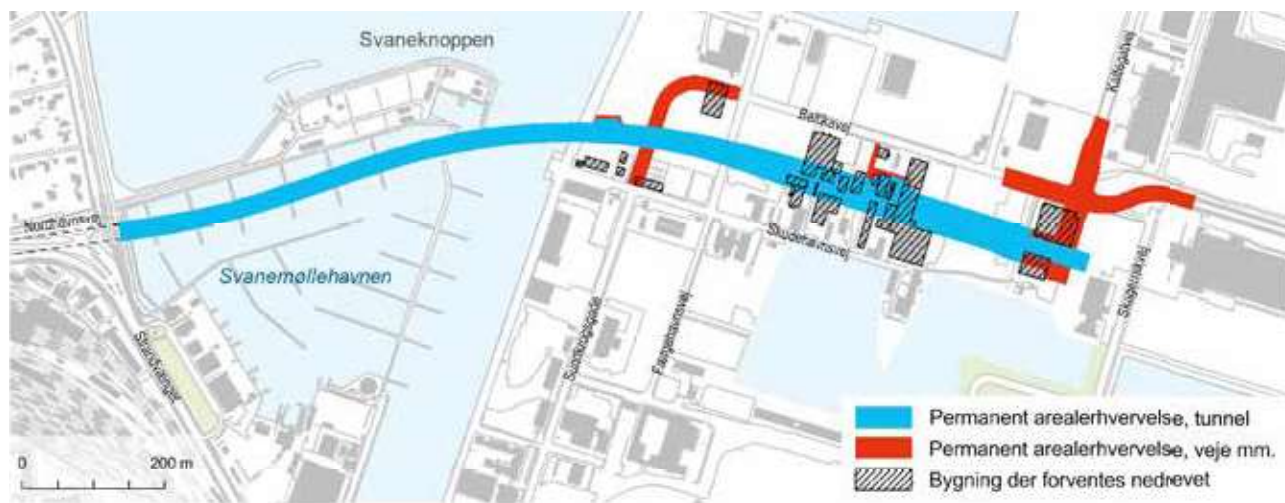 Svaneknoppen
Kattegatvej
Baltikavej
Nordhavnsvej
Svanemøllehavnen
Skudehavnsvej
Strandvænget
Sundkrogsgade
Færgehavnsvej
Skagerrakvej
0 200 m
Permanent arealerhvervelse, tunnel
Permanent arealerhvervelse, veje mm.
Bygning der forventes nedrevet